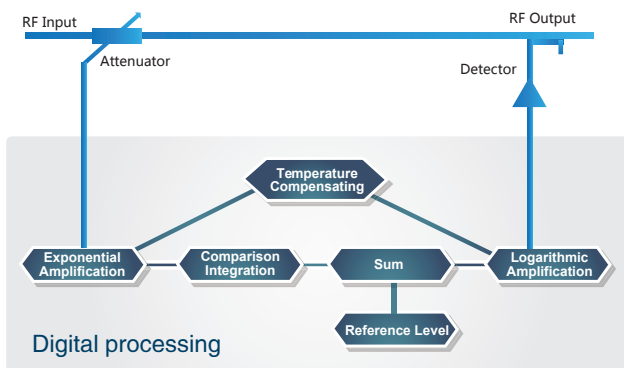 RF Input
RF Output
Attenuator
Detector
Temperature
Compensating
Exponential
Amplification
Comparison
Integration
Sum
Logarithmic
Amplification
Reference Level
Digital processing